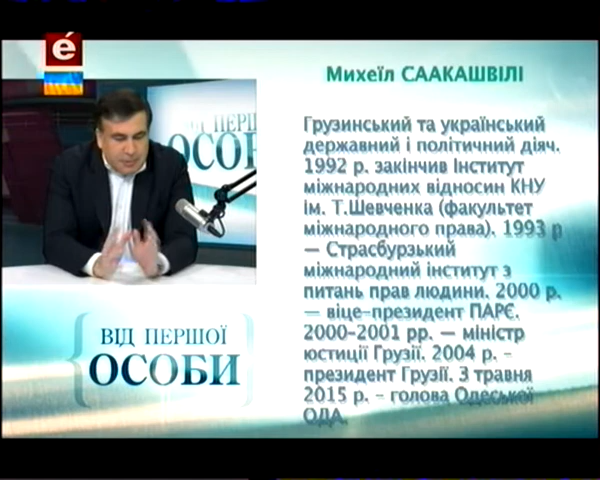 é
Михеїл СААКАШВІЛІ
ВІД ПЕРШОЇ
ОСОБИ
Грузинський та український
державний і політичний діяч.
1992 р. закінчив Інститут
міжнародних відносин КНУ
ім. Т.Шевченка (факультет
міжнародного права). 1993 р
— Страсбурзький
міжнародний інститут з
питань прав людини. 2000 р.
— віце-президент ПАРЄ.
2000-2001 рр. — міністр
юстиції Грузії. 2004 р. -
президент Грузії. 3 травня
2015 р. - голова Одеської
ОДА.
ВІД ПЕРШОЇ
ОСОБИ